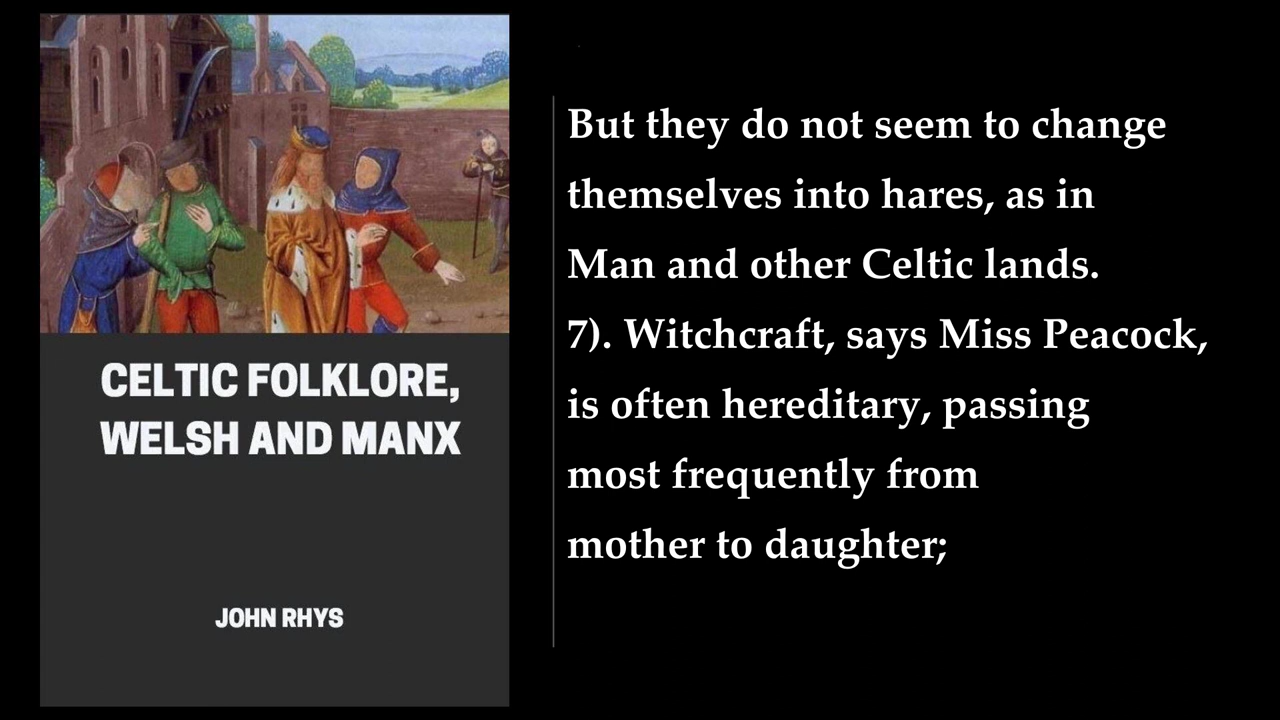 CELTIC FOLKLORE,
WELSH AND MANX
JOHN RHYS
But they do not seem to change
themselves into hares, as in
Man and other Celtic lands.
7). Witchcraft, says Miss Peacock,
is often hereditary, passing
most frequently from
mother to daughter;